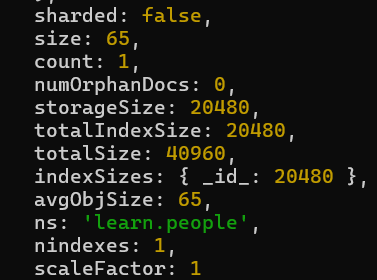 sharded: false,
size: 65,
count: 1,
numOrphanDocs: 0,
storageSize: 20480,
totalIndexSize: 20480,
totalSize: 40960,
indexSizes: { _id_: 20480 },
avgObjSize: 65,
ns: 'learn.people',
nindexes: 1,
scaleFactor: 1